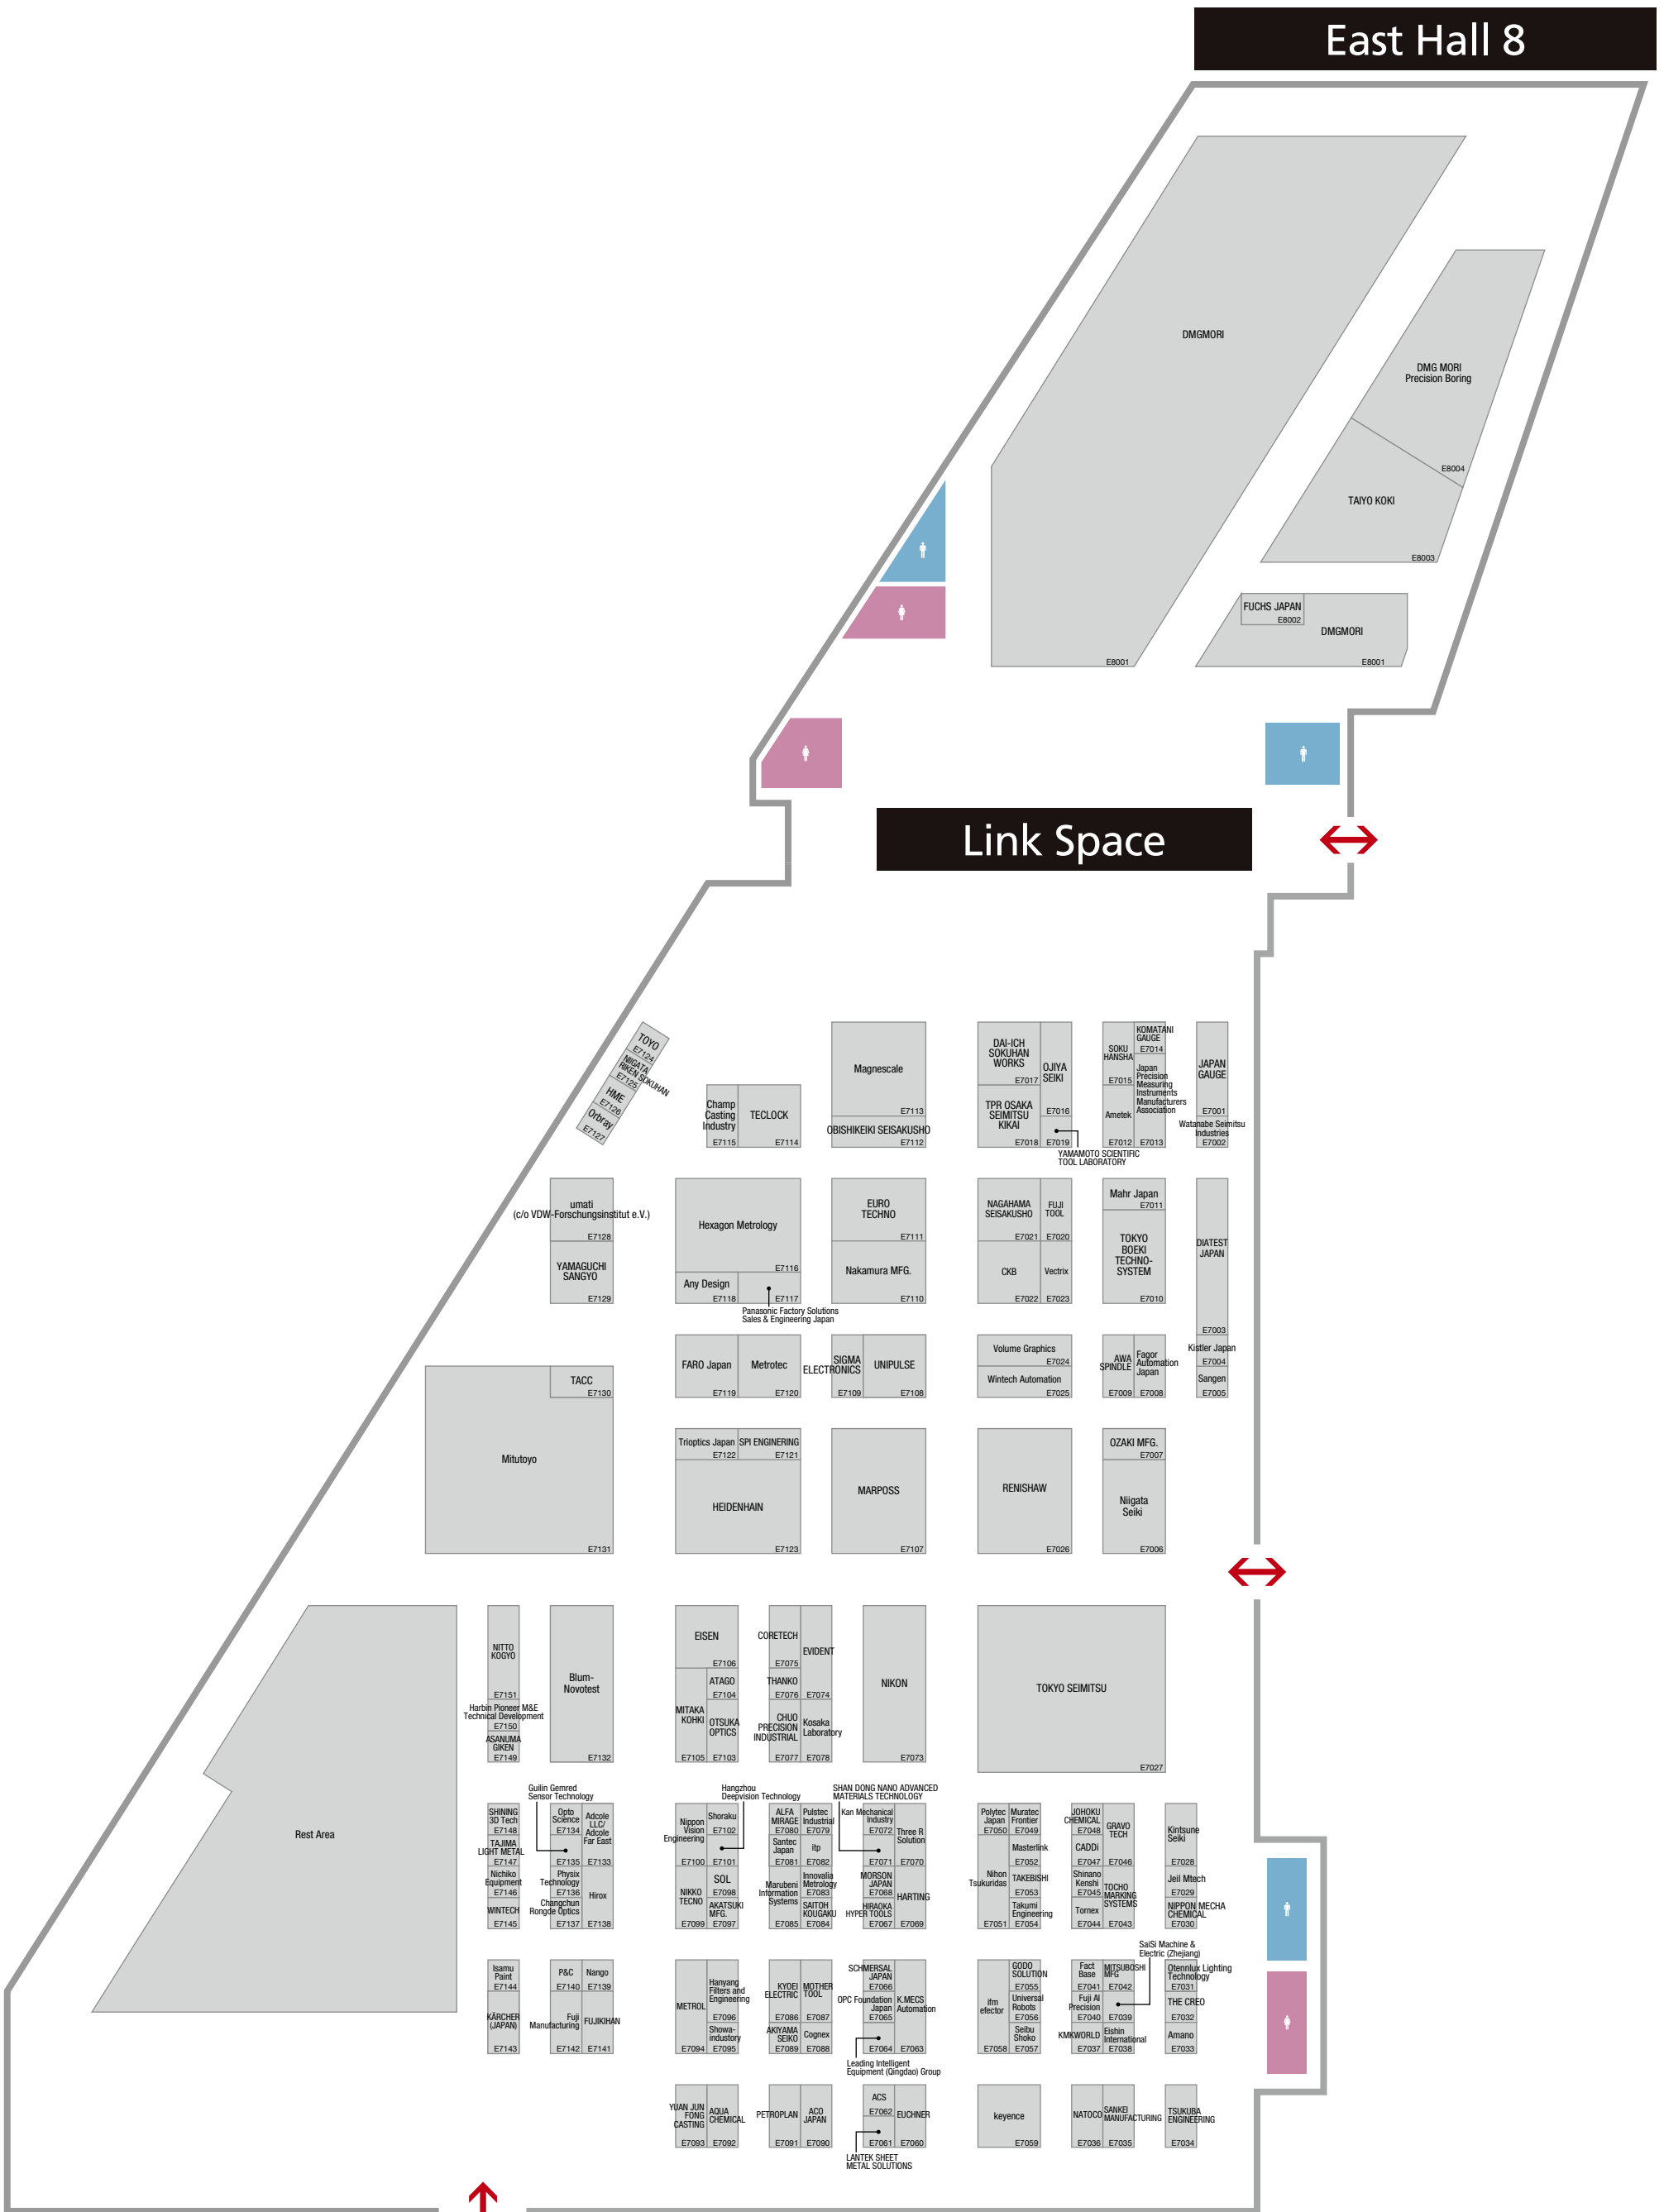 East Hall 8
DMGMORI
E8001
DMG MORI
Precision Boring
E8004
TAIYO KOKI
E8003
FUCHS JAPAN
E8002
DMGMORI
E8001
Link Space
TOYO
E7124
NIIGATA
RIKEN SOKUHAN
E7125
HME
E7126
Orbray
E7127
Champ
Casting
Industry
E7115
TECLOCK
E7114
Magnescale
E7113
OBISHIKEIKI SEISAKUSHO
E7112
DAI-ICH
SOKUHAN
WORKS
E7017
OJIYA
SEIKI
E7016
TPR OSAKA
SEIMITSU
KIKAI
E7018
E7019
YAMAMOTO SCIENTIFIC
TOOL LABORATORY
SOKU
HANSHA
E7015
KOMATANI
GAUGE
E7014
Ametek
E7012
Japan
Precision
Measuring
Instruments
Manufacturers
Association
E7013
JAPAN
GAUGE
E7001
Watanabe Seimitsu
Industries
E7002
umati
(c/o VDW-Forschungsinstitut e.V.)
E7128
YAMAGUCHI
SANGYO
E7129
Hexagon Metrology
E7116
Any Design
E7118
E7117
Panasonic Factory Solutions
Sales & Engineering Japan
EURO
TECHNO
E7111
Nakamura MFG.
E7110
NAGAHAMA
SEISAKUSHO
E7021
FUJI
TOOL
E7020
CKB
E7022
Vectrix
E7023
Mahr Japan
E7011
TOKYO
BOEKI
TECHNO-
SYSTEM
E7010
DIATEST
JAPAN
E7003
TACC
E7130
Mitutoyo
E7131
FARO Japan
E7119
Metrotec
E7120
SIGMA
ELECTRONICS
E7109
UNIPULSE
E7108
Volume Graphics
E7024
Wintech Automation
E7025
AWA
SPINDLE
E7009
Fagor
Automation
Japan
E7008
Kistler Japan
E7004
Sangen
E7005
Trioptics Japan
E7122
SPI ENGINERING
E7121
HEIDENHAIN
E7123
MARPOSS
E7107
RENISHAW
E7026
OZAKI MFG.
E7007
Niigata
Seiki
E7006
Rest Area
NITTO
KOGYO
E7151
Harbin Pioneer M&E
Technical Development
E7150
ASANUMA
GIKEN
E7149
Blum-
Novotest
E7132
EISEN
E7106
ATAGO
E7104
MITAKA
KOHKI
E7105
OTSUKA
OPTICS
E7103
CORETECH
E7075
EVIDENT
E7074
THANKO
E7076
CHUO
PRECISION
INDUSTRIAL
E7077
Kosaka
Laboratory
E7078
NIKON
E7073
TOKYO SEIMITSU
E7027
Guilin Gemred
Sensor Technology
Hangzhou
Deepvision Technology
SHAN DONG NANO ADVANCED
MATERIALS TECHNOLOGY
SHINING
3D Tech
E7148
TAJIMA
LIGHT METAL
E7147
Nichiko
Equipment
E7146
WINTECH
E7145
Opto
Science
E7134
Adcole
LLC/
Adcole
Far East
E7133
E7135
Physix
Technology
E7136
Changchun
Rongde Optics
E7137
Hirox
E7138
Nippon
Vision
Engineering
E7100
Shoraku
E7102
E7101
NIKKO
TECNO
E7099
SOL
E7098
AKATSUKI
MFG.
E7097
ALFA
MIRAGE
E7080
Pulstec
Industrial
E7079
Santec
Japan
E7081
itp
E7082
Marubeni
Information
Systems
E7085
Innovalia
Metrology
E7083
SAITOH
KOUGAKU
E7084
Kan Mechanical
Industry
E7072
Three R
Solution
E7070
E7071
MORSON
JAPAN
E7068
HIRAOKA
HYPER TOOLS
E7067
HARTING
E7069
Polytec
Japan
E7050
Muratec
Frontier
E7049
Masterlink
E7052
Nihon
Tsukuridas
E7051
TAKEBISHI
E7053
Takumi
Engineering
E7054
JOHOKU
CHEMICAL
E7048
GRAVO
TECH
E7046
CADDi
E7047
Shinano
Kenshi
E7045
TOCHO
MARKING
SYSTEMS
E7043
Tornex
E7044
Kintsune
Seiki
E7028
Jeil Mtech
E7029
NIPPON MECHA
CHEMICAL
E7030
SaiSi Machine &
Electric (Zhejiang)
Isamu
Paint
E7144
KÄRCHER
(JAPAN)
E7143
P&C
E7140
Nango
E7139
Fuji
Manufacturing
E7142
FUJIKIHAN
E7141
METROL
E7094
Hanyang
Filters and
Engineering
E7096
Showa-
industory
E7095
KYOEI
ELECTRIC
E7086
MOTHER
TOOL
E7087
AKIYAMA
SEIKO
E7089
Cognex
E7088
SCHMERSAL
JAPAN
E7066
OPC Foundation
Japan
E7065
K.MECS
Automation
E7063
E7064
Leading Intelligent
Equipment (Qingdao) Group
ifm
efector
E7058
GODO
SOLUTION
E7055
Universal
Robots
E7056
Seibu
Shoko
E7057
Fact
Base
E7041
MITSUBOSHI
MFG
E7042
Fuji AI
Precision
E7040
E7039
KMKWORLD
E7037
Eishin
International
E7038
Otennlux Lighting
Technology
E7031
THE CREO
E7032
Amano
E7033
YUAN JUN
FONG
CASTING
E7093
AQUA
CHEMICAL
E7092
PETROPLAN
E7091
ACO
JAPAN
E7090
ACS
E7062
EUCHNER
E7060
E7061
LANTEK SHEET
METAL SOLUTIONS
keyence
E7059
NATOCO
E7036
SANKEI
MANUFACTURING
E7035
TSUKUBA
ENGINEERING
E7034